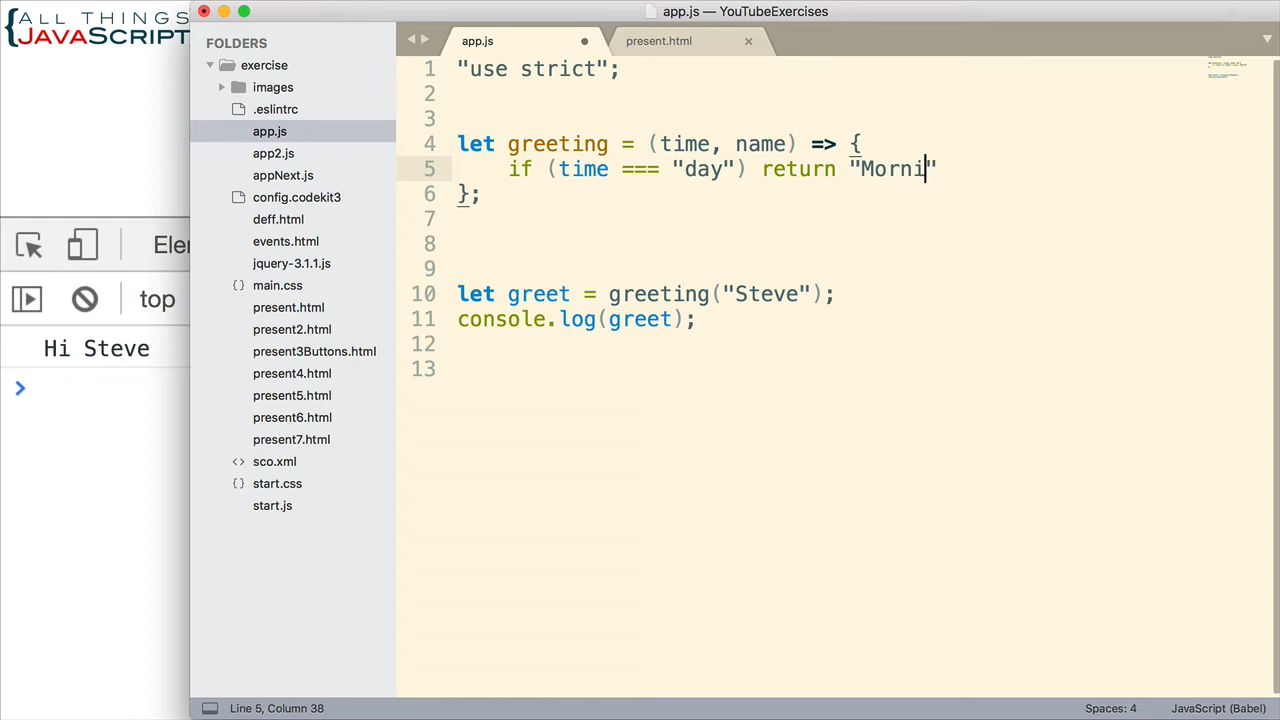 {ALL THINGS
JAVASCRIPT
app.js — YouTubeExercises
FOLDERS
exercise
images
.eslintrc
app.js
app2.js
appNext.js
config.codekit3
deff.html
events.html
jquery-3.1.1.js
{} main.css
present.html
present2.html
present3Buttons.html
present4.html
present5.html
present6.html
present7.html
<> sco.xml
{} start.css
start.js
app.js
present.html
1 "use strict";
2
3
4 let greeting = (time, name) => {
5 if (time === "day") return "Morni"
6 };
7
8
9
10 let greet = greeting("Steve");
11 console.log(greet);
12
13
Ele
top
Hi Steve
>
Line 5, Column 38
Spaces: 4
JavaScript (Babel)